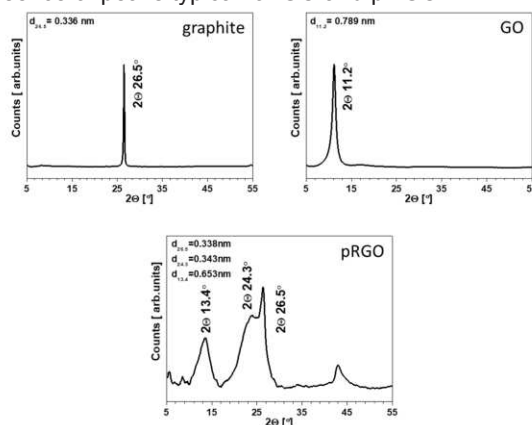 d26.5=0.336 nm
graphite
2Θ 26.5°
Counts [ arb.units]
5 15 25 35 45 55
2Θ [°]
d11.2=0.789 nm
GO
2Θ 11.2°
Counts [ arb.units]
5 15 25 35 45 55
2Θ [°]
d26.5=0.338nm
d24.3=0.343nm
d13.4=0.653nm
pRGO
2Θ 13.4°
2Θ 24.3°
2Θ 26.5°
Counts [ arb.units]
5 15 25 35 45 55
2Θ [°]